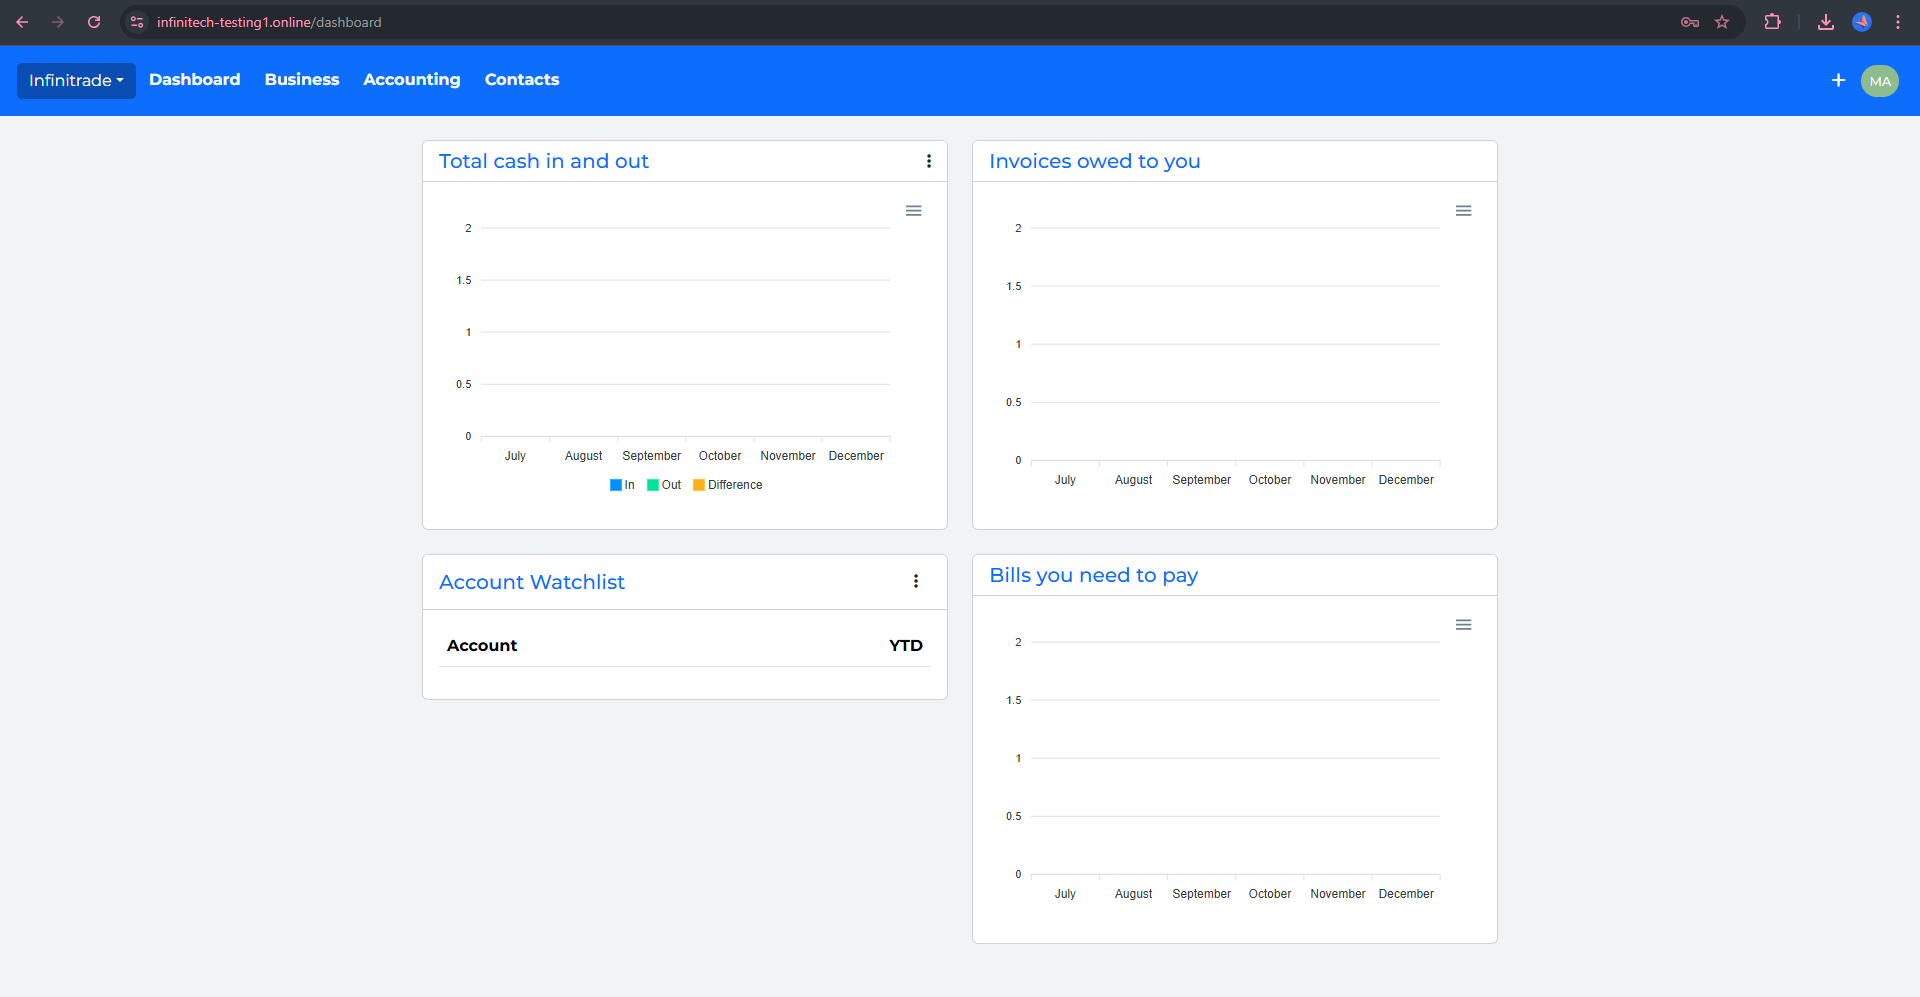 infinitech-testing1.online/dashboard
Infinitrade Dashboard Business Accounting Contacts + MA
Total cash in and out
2
1.5
1
0.5
0
July August September October November December
In Out Difference
Invoices owed to you
2
1.5
1
0.5
0
July August September October November December
Account Watchlist
Account YTD
Bills you need to pay
2
1.5
1
0.5
0
July August September October November December